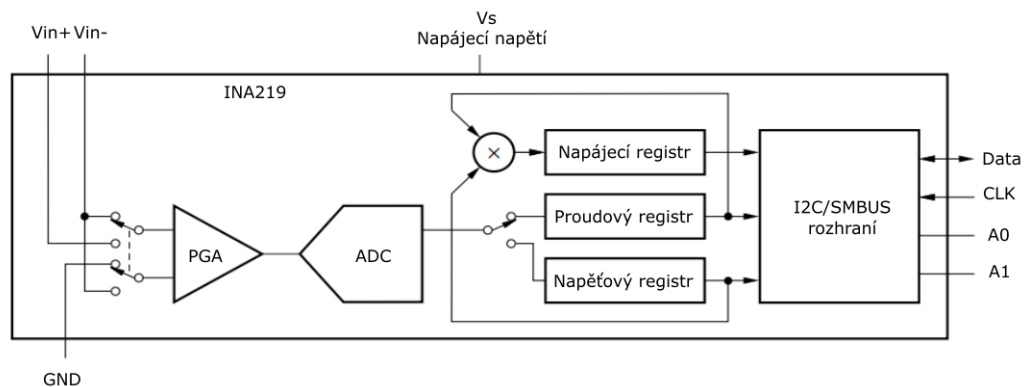 Vs
Vin+ Vin-
Napájecí napětí
INA219
×
Napájecí registr
Data
CLK
Proudový registr
I2C/SMBUS
rozhraní
PGA
ADC
A0
Napěťový registr
A1
GND